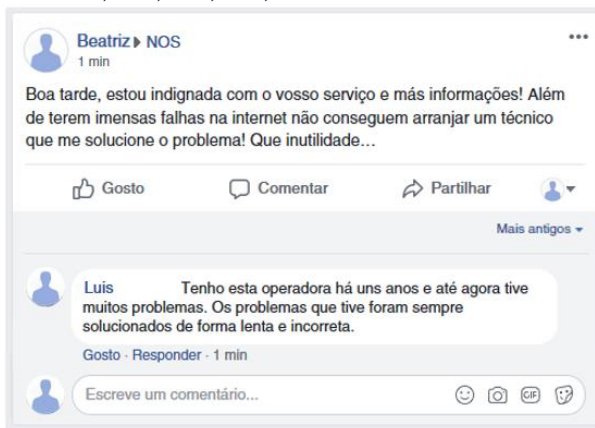 Beatriz NOS
1 min
Boa tarde, estou indignada com o vosso serviço e más informações! Além
de terem imensas falhas na internet não conseguem arranjar um técnico
que me solucione o problema! Que inutilidade…
Gosto Comentar Partilhar
Mais antigos
Luis Tenho esta operadora há uns anos e até agora tive
muitos problemas. Os problemas que tive foram sempre
solucionados de forma lenta e incorreta.
Gosto · Responder · 1 min
Escreve um comentário... GIF